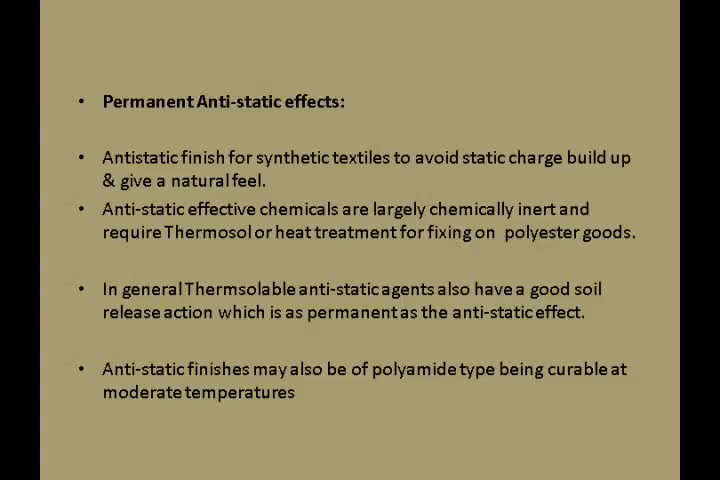 • Permanent Anti-static effects:
• Antistatic finish for synthetic textiles to avoid static charge build up
& give a natural feel.
• Anti-static effective chemicals are largely chemically inert and
require Thermosol or heat treatment for fixing on polyester goods.
• In general Thermsolable anti-static agents also have a good soil
release action which is as permanent as the anti-static effect.
• Anti-static finishes may also be of polyamide type being curable at
moderate temperatures